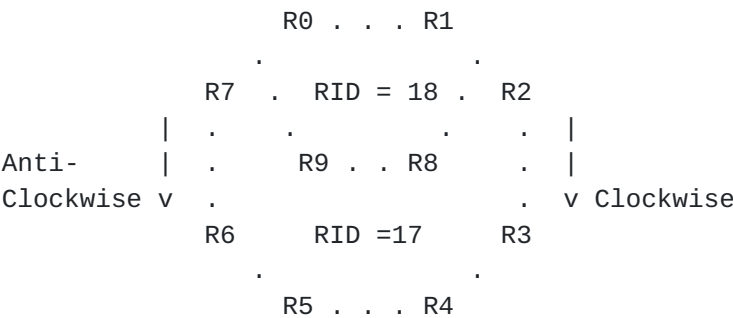 R0 . . . R1
. .
R7 . RID = 18 . R2
| . . . . |
Anti- | . R9 . . R8 . |
Clockwise v . . v Clockwise
R6 RID =17 R3
. .
R5 . . . R4